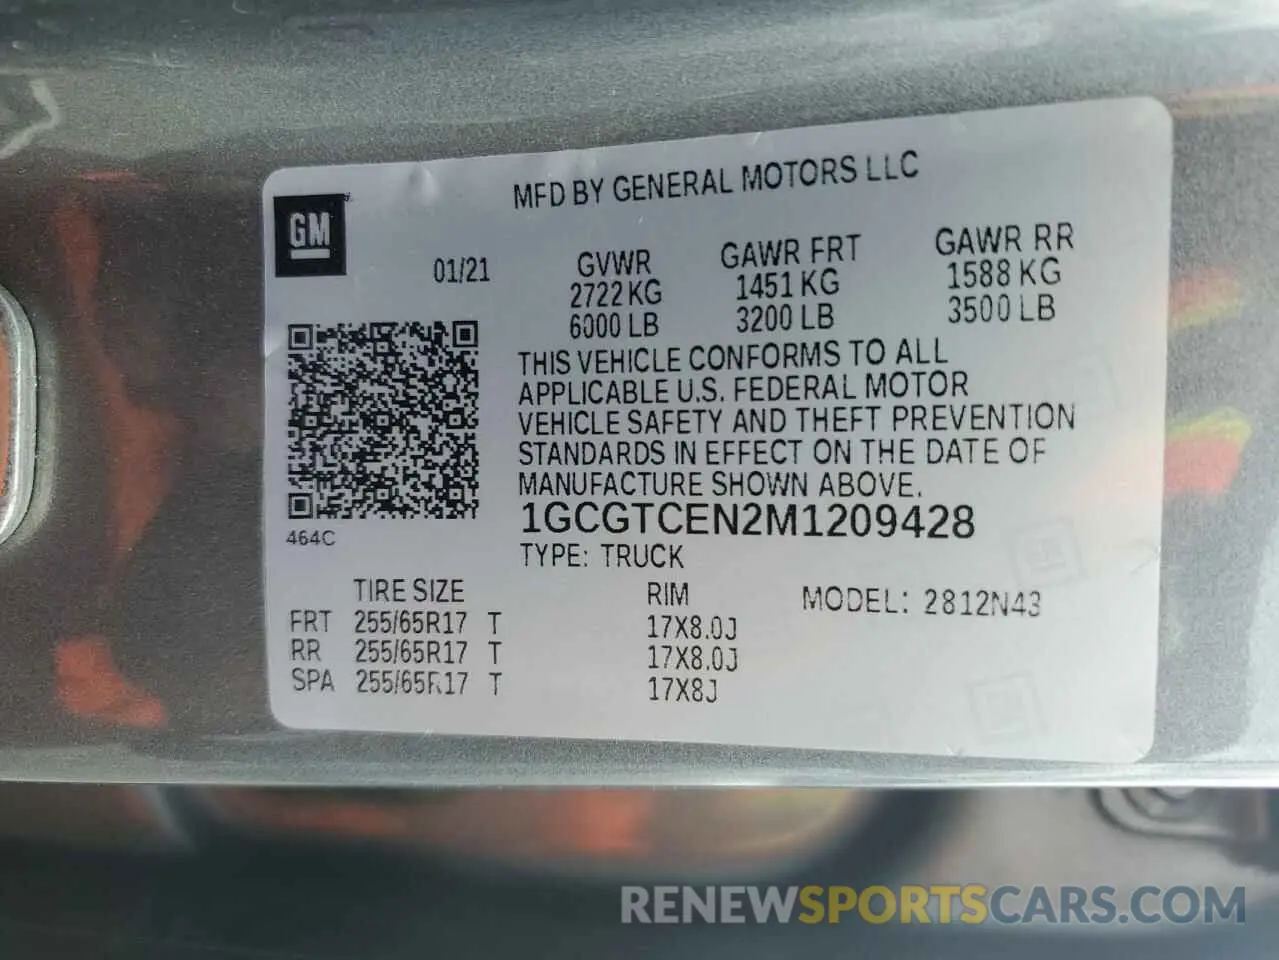 MFD BY GENERAL MOTORS LLC
GM
01/21
GVWR
2722 KG
6000 LB
GAWR FRT
1451 KG
3200 LB
GAWR RR
1588 KG
3500 LB
THIS VEHICLE CONFORMS TO ALL
APPLICABLE U.S. FEDERAL MOTOR
VEHICLE SAFETY AND THEFT PREVENTION
STANDARDS IN EFFECT ON THE DATE OF
MANUFACTURE SHOWN ABOVE.
464C
1GCGTCEN2M1209428
TYPE: TRUCK
TIRE SIZE RIM MODEL: 2812N43
FRT 255/65R17 T 17X8.0J
RR 255/65R17 T 17X8.0J
SPA 255/65R17 T 17X8J
RENEWSPORTSCARS.COM